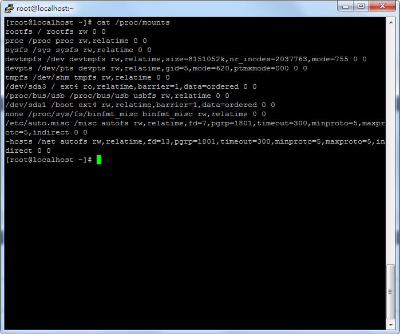 root@localhost:~
[root@localhost ~]# cat /proc/mounts
rootfs / rootfs rw 0 0
proc /proc proc rw,relatime 0 0
sysfs /sys sysfs rw,relatime 0 0
devtmpfs /dev devtmpfs rw,relatime,size=8151052k,nr_inodes=2037763,mode=755 0 0
devpts /dev/pts devpts rw,relatime,gid=5,mode=620,ptmxmode=000 0 0
tmpfs /dev/shm tmpfs rw,relatime 0 0
/dev/sda3 / ext4 ro,relatime,barrier=1,data=ordered 0 0
/proc/bus/usb /proc/bus/usb usbfs rw,relatime 0 0
/dev/sda1 /boot ext4 rw,relatime,barrier=1,data=ordered 0 0
none /proc/sys/fs/binfmt_misc binfmt_misc rw,relatime 0 0
/etc/auto.misc /misc autofs rw,relatime,fd=7,pgrp=1801,timeout=300,minproto=5,maxpr
oto=5,indirect 0 0
-hosts /net autofs rw,relatime,fd=13,pgrp=1801,timeout=300,minproto=5,maxproto=5,in
direct 0 0
[root@localhost ~]#